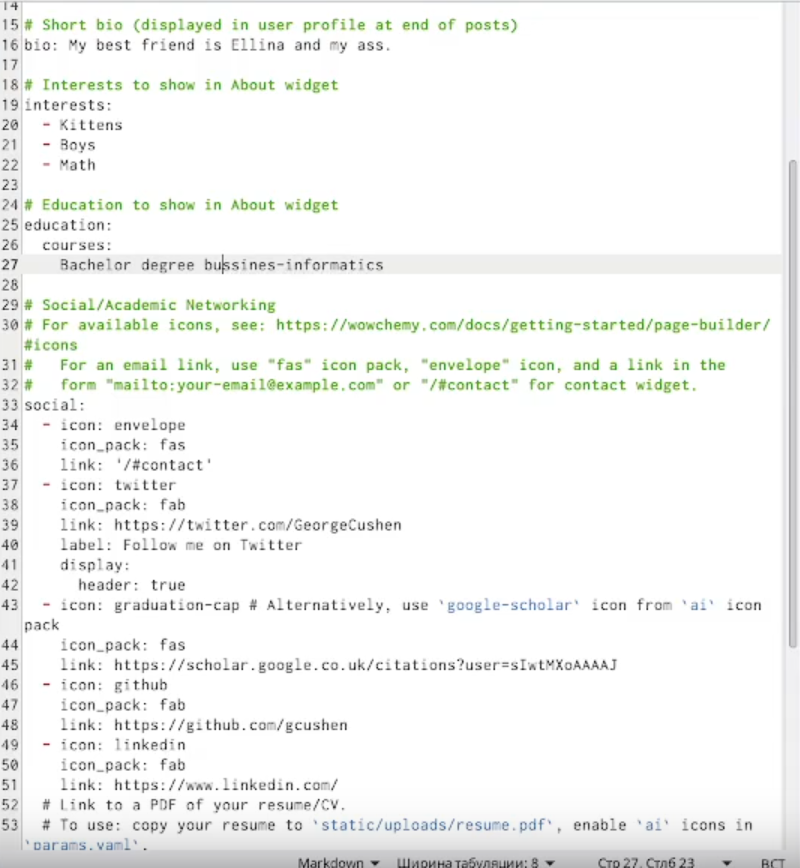 14
15 # Short bio (displayed in user profile at end of posts)
16 bio: My best friend is Ellina and my ass.
17
18 # Interests to show in About widget
19 interests:
20   - Kittens
21   - Boys
22   - Math
23
24 # Education to show in About widget
25 education:
26   courses:
27     Bachelor degree bussines-informatics
28
29 # Social/Academic Networking
30 # For available icons, see: https://wowchemy.com/docs/getting-started/page-builder/
#icons
31 #   For an email link, use "fas" icon pack, "envelope" icon, and a link in the
32 #   form "mailto:your-email@example.com" or "/#contact" for contact widget.
33 social:
34   - icon: envelope
35     icon_pack: fas
36     link: '/#contact'
37   - icon: twitter
38     icon_pack: fab
39     link: https://twitter.com/GeorgeCushen
40     label: Follow me on Twitter
41     display:
42       header: true
43   - icon: graduation-cap # Alternatively, use `google-scholar` icon from `ai` icon
pack
44     icon_pack: fas
45     link: https://scholar.google.co.uk/citations?user=sIwtMXoAAAAJ
46   - icon: github
47     icon_pack: fab
48     link: https://github.com/gcushen
49   - icon: linkedin
50     icon_pack: fab
51     link: https://www.linkedin.com/
52   # Link to a PDF of your resume/CV.
53   # To use: copy your resume to `static/uploads/resume.pdf`, enable `ai` icons in
`params.yaml`.
Markdown ▼ Ширина табуляции: 8 ▼ Стр 27, Стлб 23 ▼ ВСТ